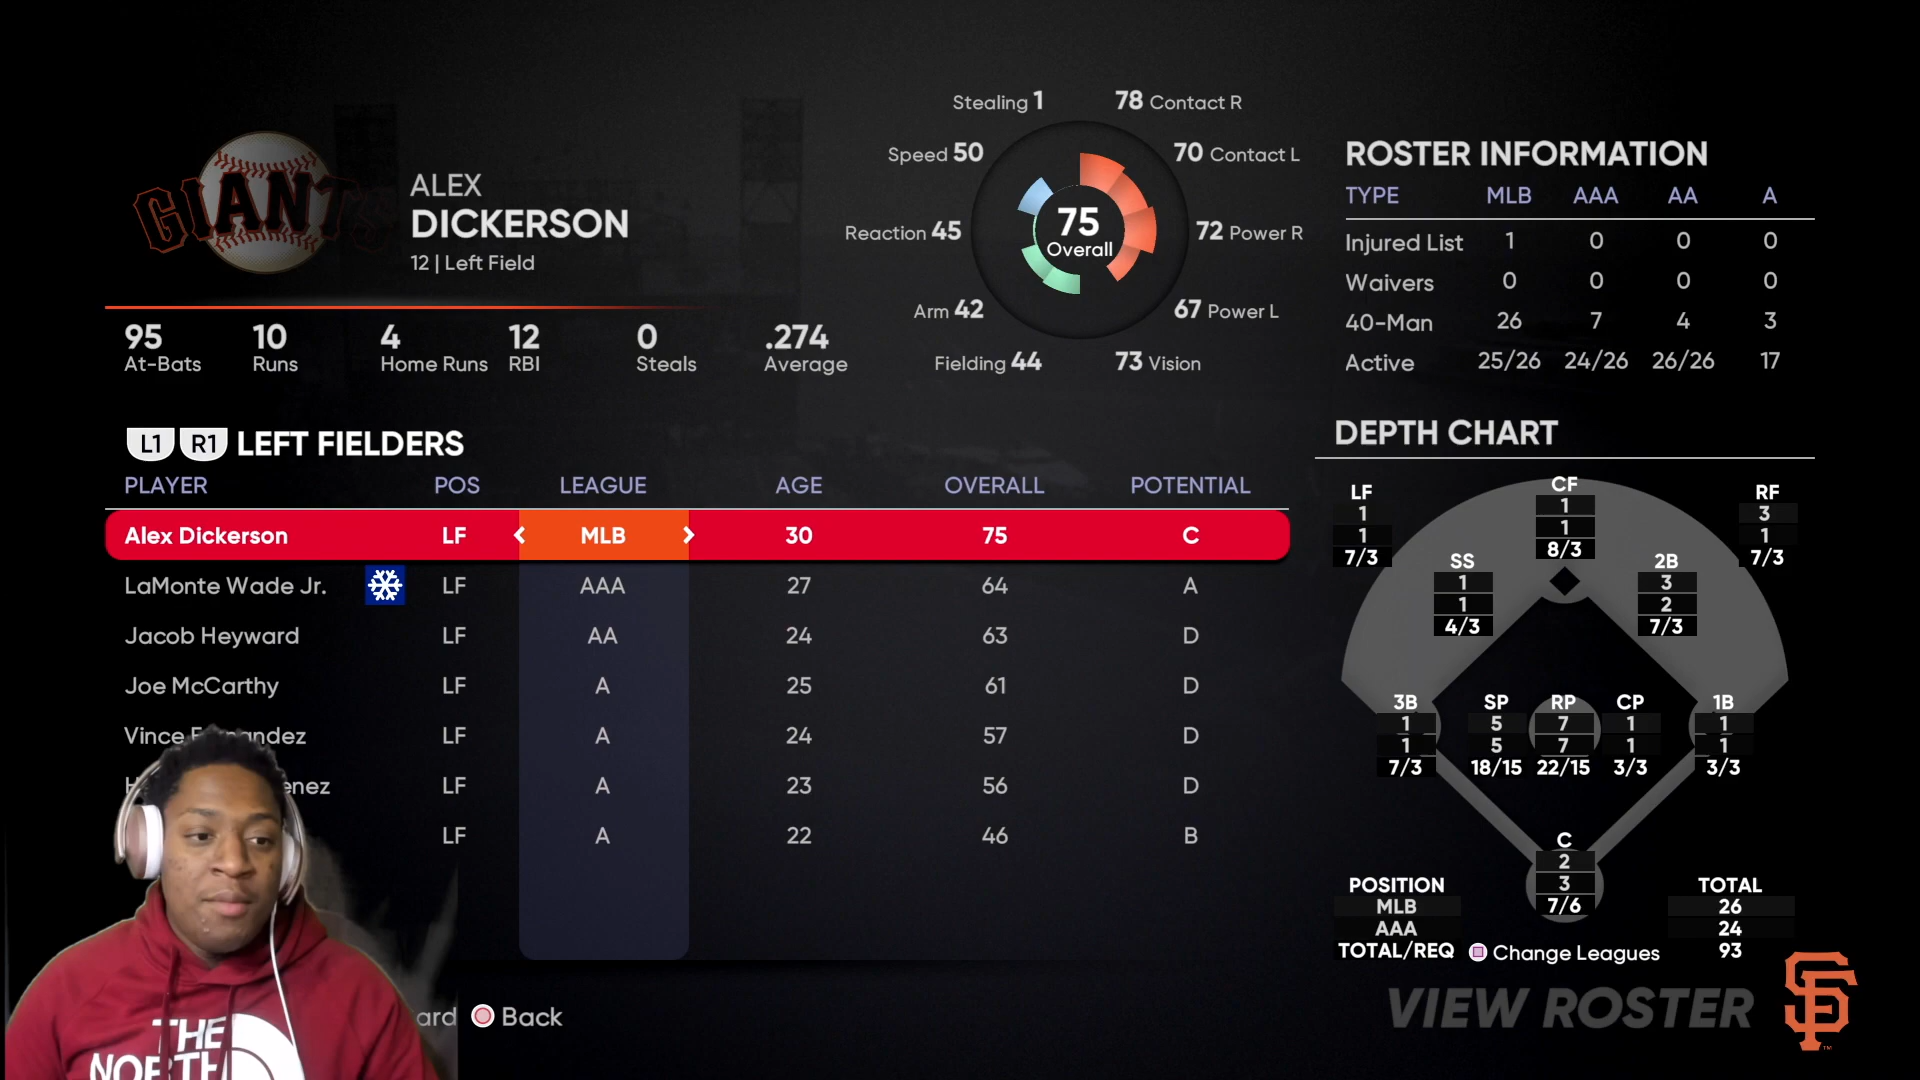 GIANTS
ALEX
DICKERSON
12 | Left Field
95 At-Bats
10 Runs
4 Home Runs
12 RBI
0 Steals
.274 Average
Stealing 1
78 Contact R
Speed 50
70 Contact L
Reaction 45
75
Overall
72 Power R
Arm 42
67 Power L
Fielding 44
73 Vision
ROSTER INFORMATION
TYPE MLB AAA AA A
Injured List 1 0 0 0
Waivers 0 0 0 0
40-Man 26 7 4 3
Active 25/26 24/26 26/26 17
L1 R1 LEFT FIELDERS
PLAYER POS LEAGUE AGE OVERALL POTENTIAL
Alex Dickerson LF MLB 30 75 C
LaMonte Wade Jr. LF AAA 27 64 A
Jacob Heyward LF AA 24 63 D
Joe McCarthy LF A 25 61 D
Vince LF A 24 57 D
LF A 23 56 D
LF A 22 46 B
DEPTH CHART
LF
1
1
7/3
CF
1
1
8/3
RF
3
1
7/3
SS
1
1
4/3
2B
3
2
7/3
3B
1
1
7/3
SP
5
5
18/15
RP
7
7
22/15
CP
1
1
3/3
1B
1
1
3/3
C
2
3
7/6
POSITION TOTAL
MLB 26
AAA 24
TOTAL/REQ 93
Change Leagues
Back
VIEW ROSTER
SF
THE
NORTH